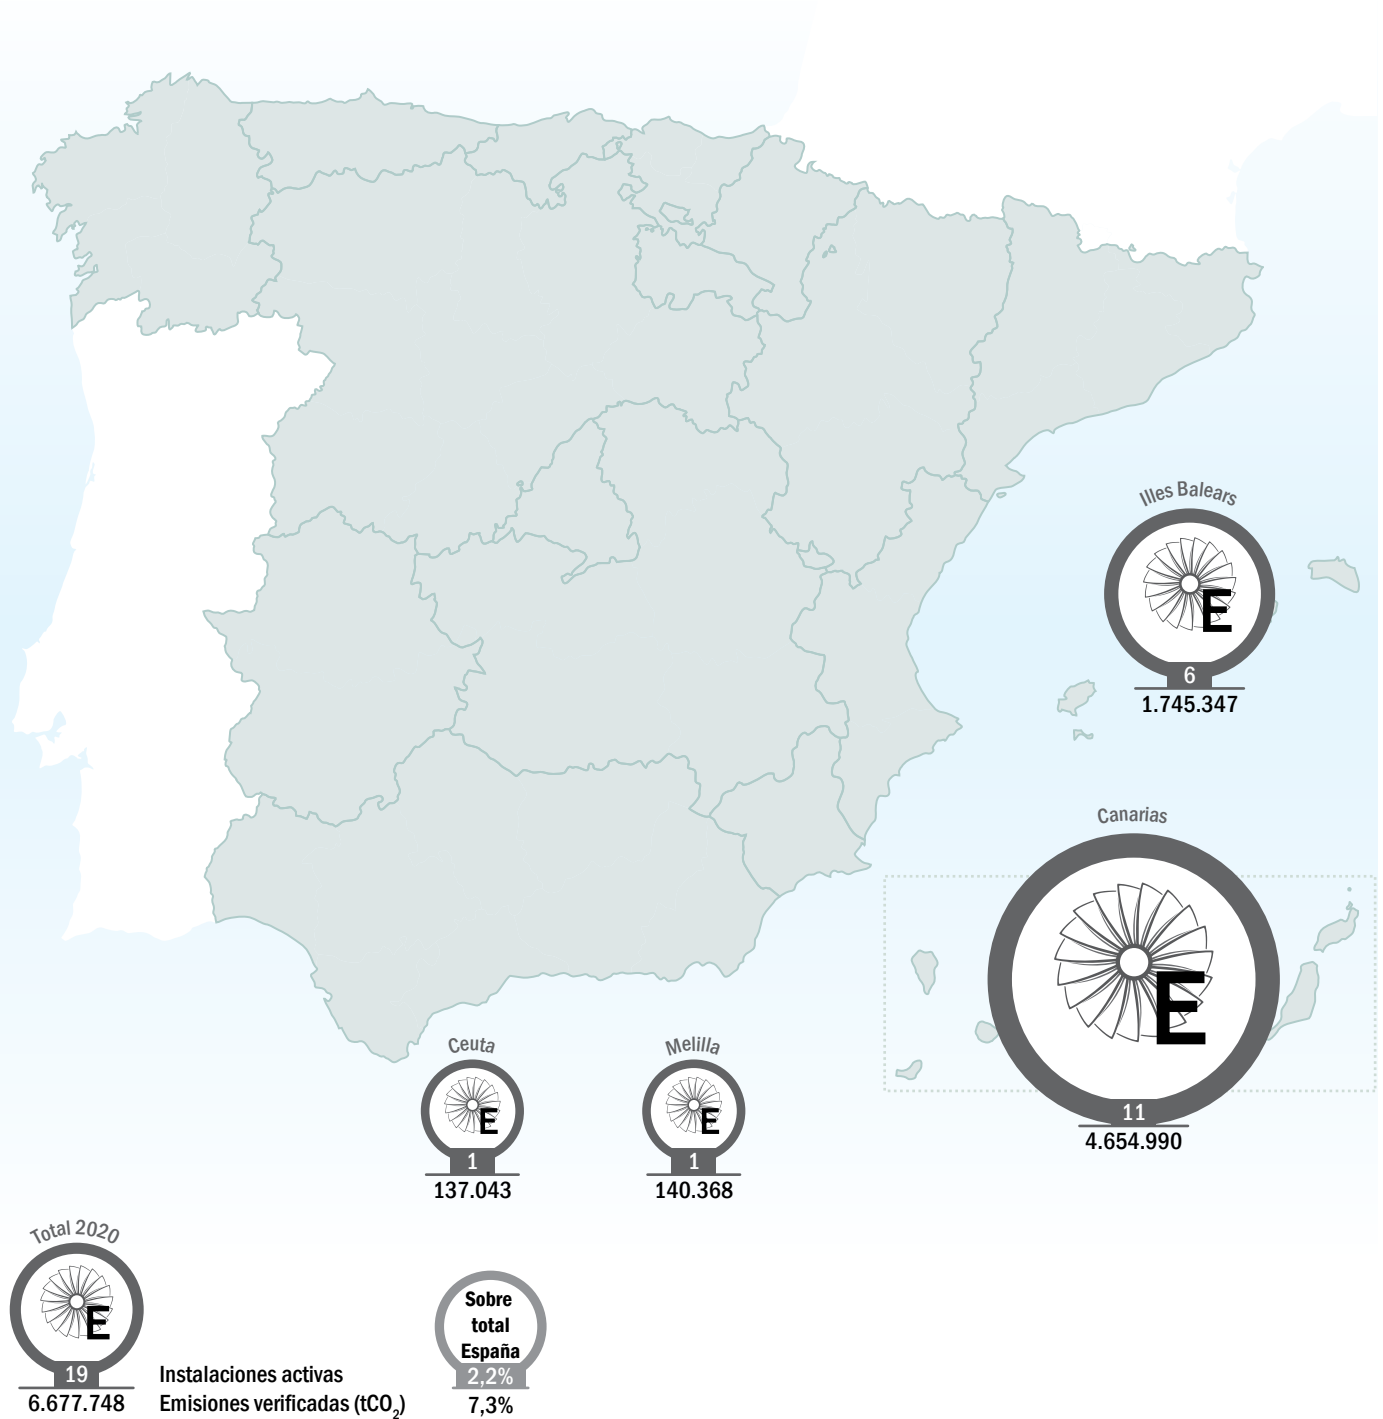 Illes Balears
E
6
1.745.347
Canarias
E
11
4.654.990
Ceuta
E
1
137.043
Melilla
E
1
140.368
Total 2020
E
19
6.677.748
Instalaciones activas
Emisiones verificadas (tCO₂)
Sobre
total
España
2,2%
7,3%